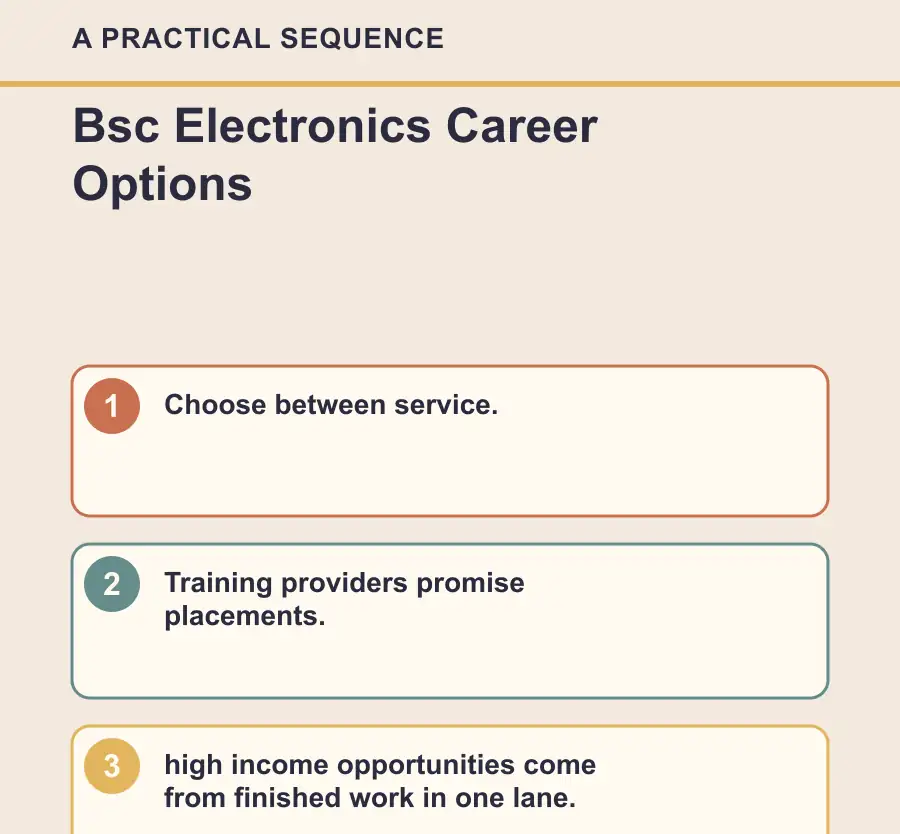 A PRACTICAL SEQUENCE
Bsc Electronics Career
Options
1
Choose between service.
2
Training providers promise
placements.
3
high income opportunities come
from finished work in one lane.